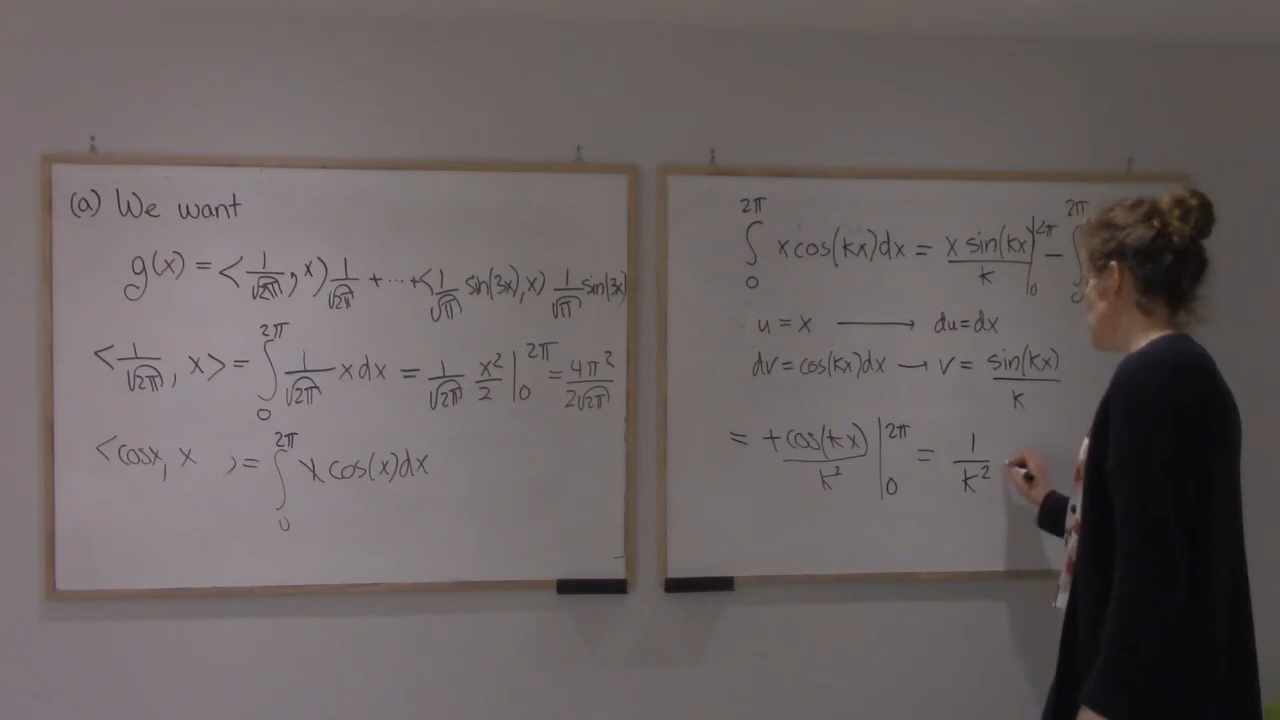 (a) We want
g(x) = <1/√2π, x) 1/√2π + ... + <1/√π sin(3x), x) 1/√π sin(3x)
<1/√2π, x> = ∫₀^2π 1/√2π x dx = 1/√2π x²/2 |₀^2π = 4π²/2√2π
<cosx, x ) = ∫₀^2π x cos(x)dx
∫₀^2π x cos(kx)dx = x sin(kx)/k |₀^2π − ∫₀^2π
u = x ⟶ du=dx
dv=cos(kx)dx → v = sin(kx)/k
= +cos(kx)/k² |₀^2π = 1/k²